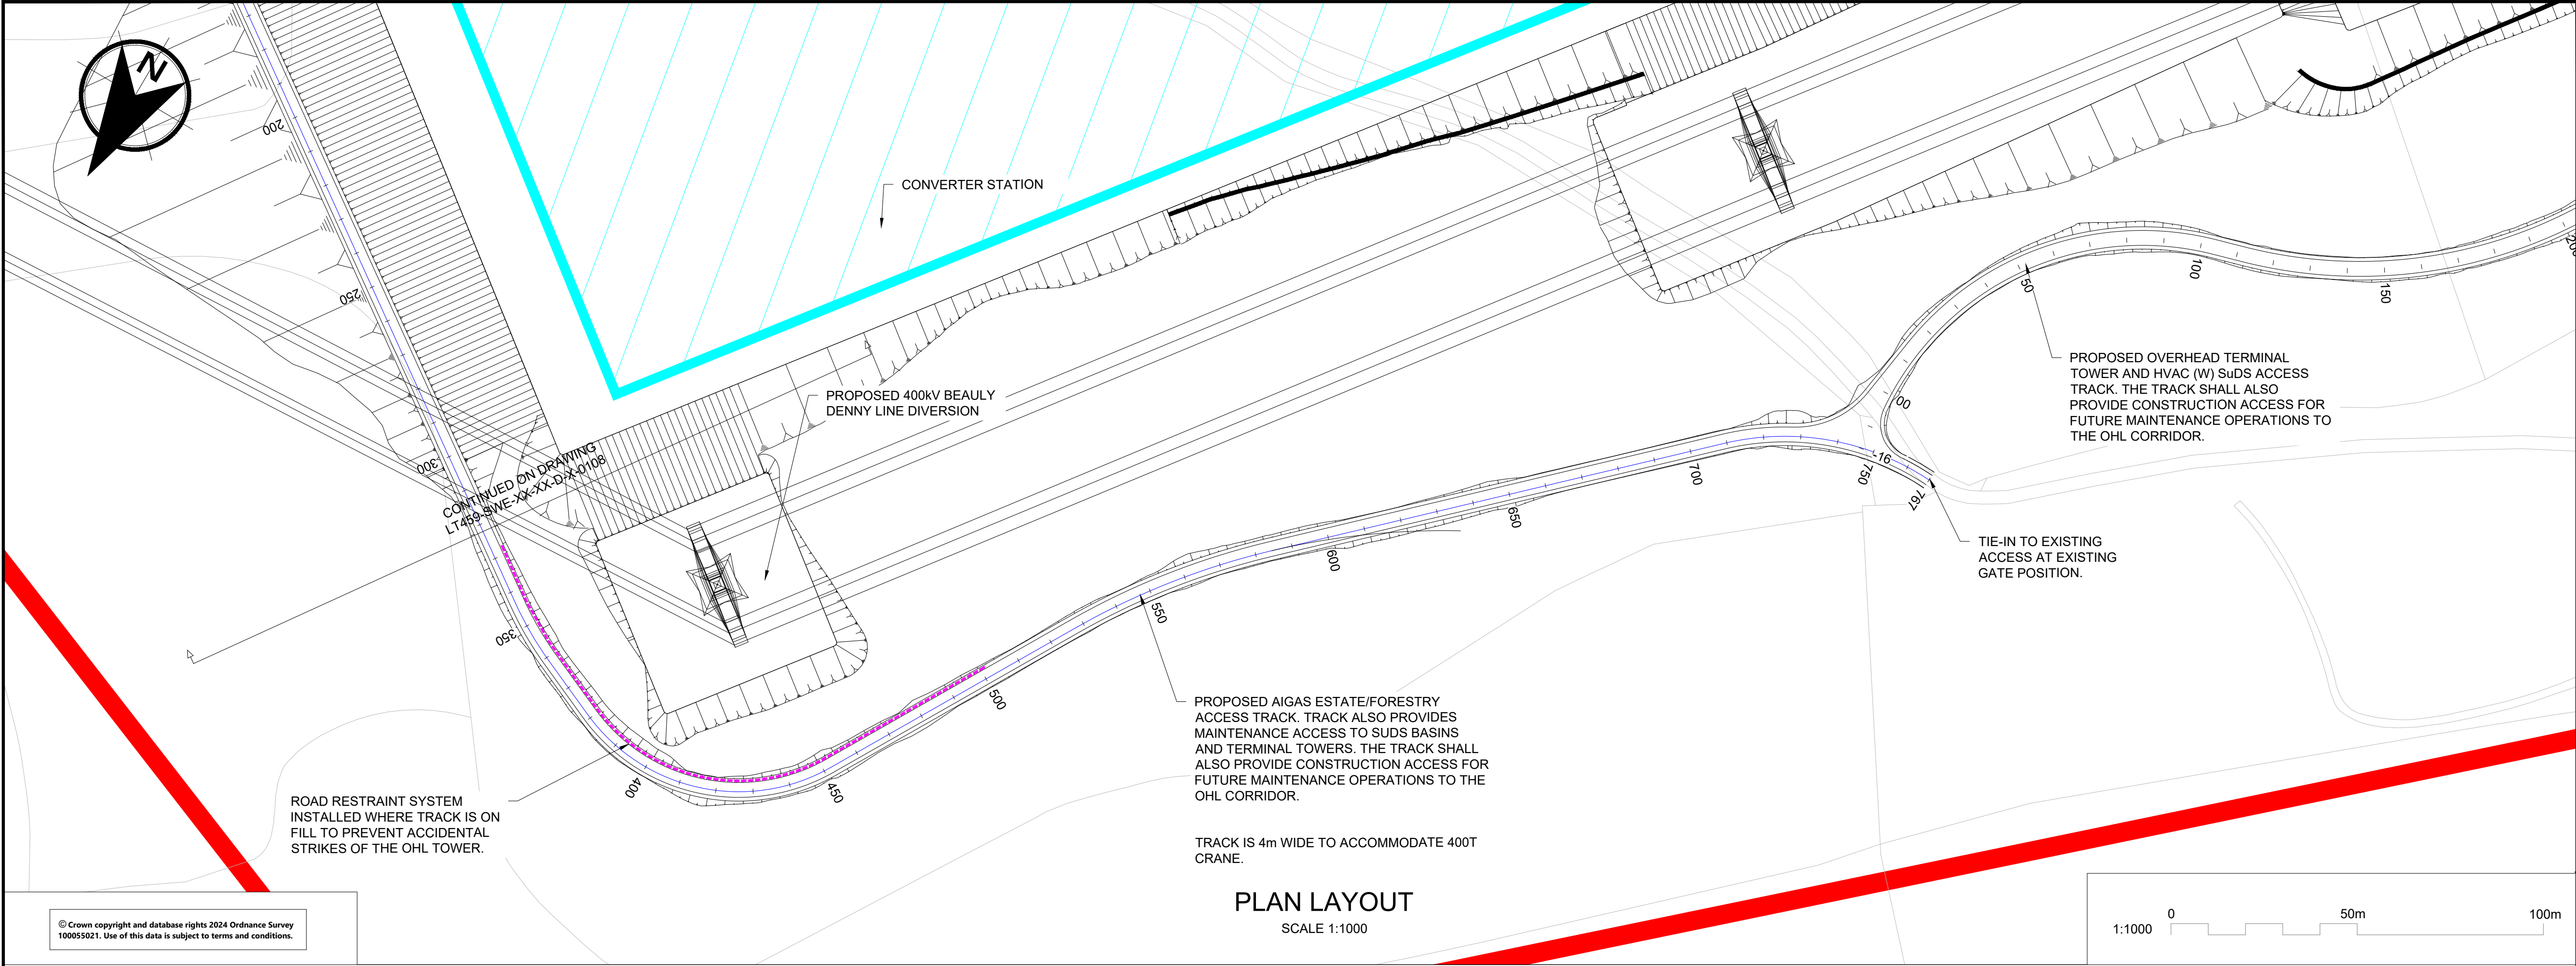 N
200
250
300
350
400
450
500
550
600
650
700
750
767
-16
00
50
100
150
200
CONVERTER STATION
PROPOSED 400kV BEAULY
DENNY LINE DIVERSION
CONTINUED ON DRAWING
LT459-SWE-XX-XX-D-X-0108
PROPOSED OVERHEAD TERMINAL
TOWER AND HVAC (W) SuDS ACCESS
TRACK. THE TRACK SHALL ALSO
PROVIDE CONSTRUCTION ACCESS FOR
FUTURE MAINTENANCE OPERATIONS TO
THE OHL CORRIDOR.
TIE-IN TO EXISTING
ACCESS AT EXISTING
GATE POSITION.
PROPOSED AIGAS ESTATE/FORESTRY
ACCESS TRACK. TRACK ALSO PROVIDES
MAINTENANCE ACCESS TO SUDS BASINS
AND TERMINAL TOWERS. THE TRACK SHALL
ALSO PROVIDE CONSTRUCTION ACCESS FOR
FUTURE MAINTENANCE OPERATIONS TO THE
OHL CORRIDOR.
TRACK IS 4m WIDE TO ACCOMMODATE 400T
CRANE.
ROAD RESTRAINT SYSTEM
INSTALLED WHERE TRACK IS ON
FILL TO PREVENT ACCIDENTAL
STRIKES OF THE OHL TOWER.
PLAN LAYOUT
SCALE 1:1000
© Crown copyright and database rights 2024 Ordnance Survey
100055021. Use of this data is subject to terms and conditions.
1:1000
0
50m
100m